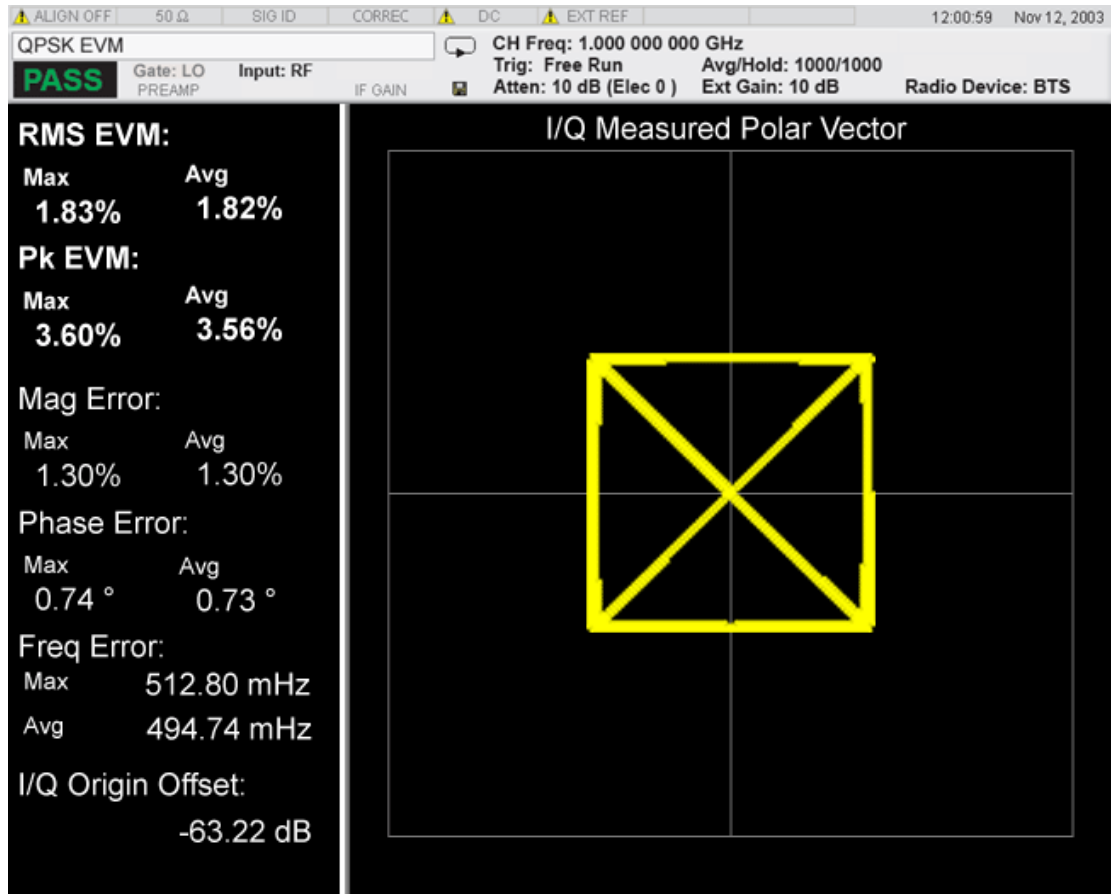 ALIGN OFF 50 Ω SIG ID CORREC DC EXT REF 12:00:59 Nov 12, 2003
QPSK EVM
CH Freq: 1.000 000 000 GHz
PASS Gate: LO Input: RF Trig: Free Run Avg/Hold: 1000/1000
PREAMP IF GAIN Atten: 10 dB (Elec 0 ) Ext Gain: 10 dB Radio Device: BTS
RMS EVM:
Max Avg
1.83% 1.82%
Pk EVM:
Max Avg
3.60% 3.56%
Mag Error:
Max Avg
1.30% 1.30%
Phase Error:
Max Avg
0.74 ° 0.73 °
Freq Error:
Max 512.80 mHz
Avg 494.74 mHz
I/Q Origin Offset:
-63.22 dB
I/Q Measured Polar Vector